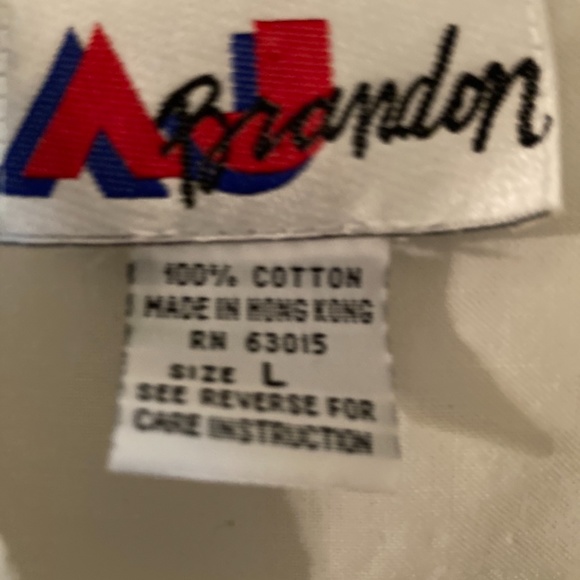 AJ Brandon
100% COTTON
MADE IN HONG KONG
RN 63015
SIZE L
SEE REVERSE FOR
CARE INSTRUCTION